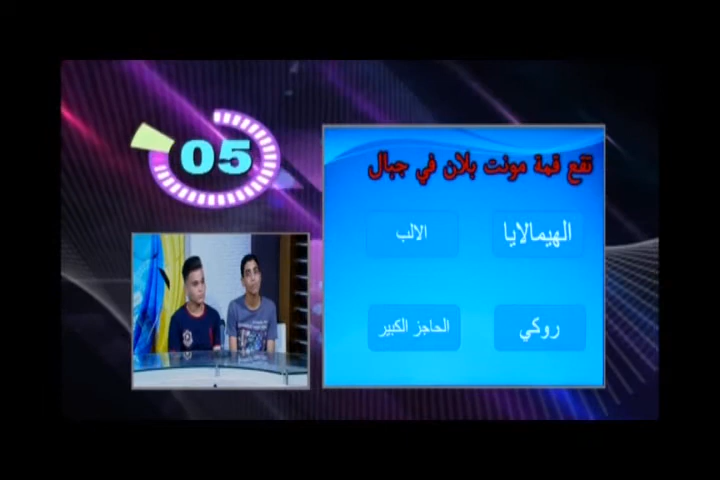 05
تقع قمة مونت بلان في جبال
الهيمالايا
الالب
روكي
الحاجز الكبير